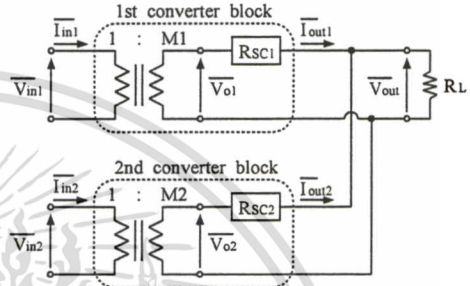 1st converter block
Iin1 1 : M1 RSC1 Iout1
Vin1 Vo1 Vout RL
2nd converter block
Iin2 1 : M2 RSC2 Iout2
Vin2 Vo2